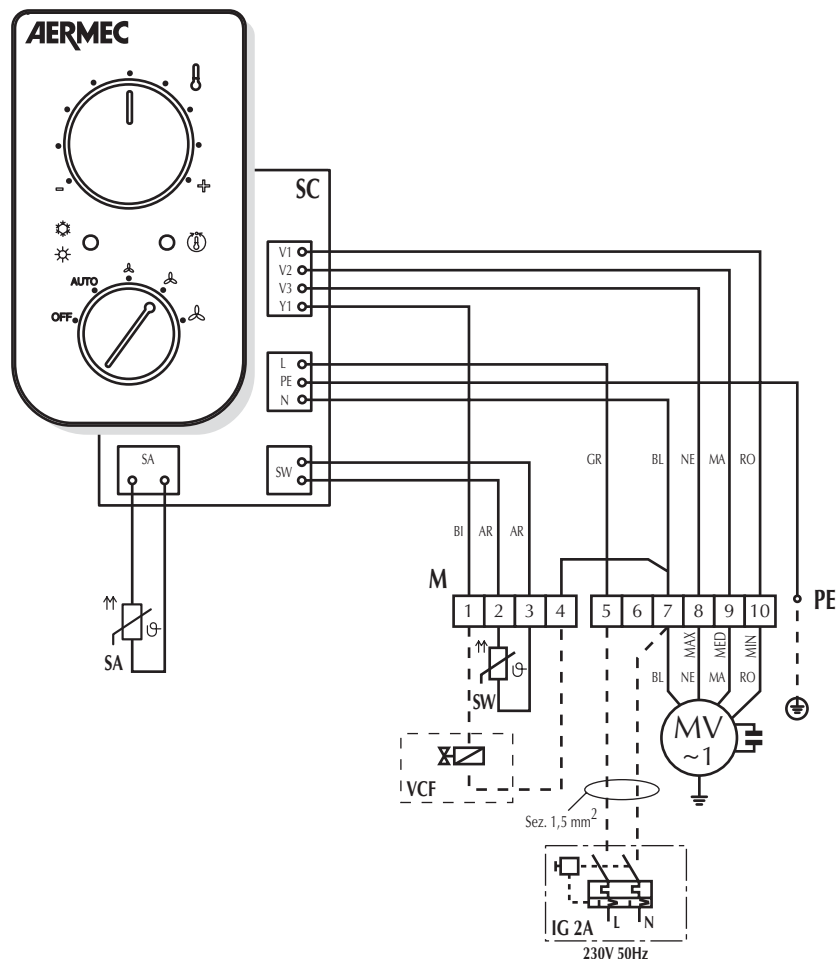 AERMEC
- +
AUTO
OFF
SC
V1
V2
V3
Y1
L
PE
N
SA
SW
GR BL NE MA RO
BI AR AR
M
1 2 3 4 5 6 7 8 9 10
PE
MAX MED MIN
BL NE MA RO
SA
SW
MV
~1
VCF
Sez. 1,5 mm2
IG 2A
L N
230V 50Hz